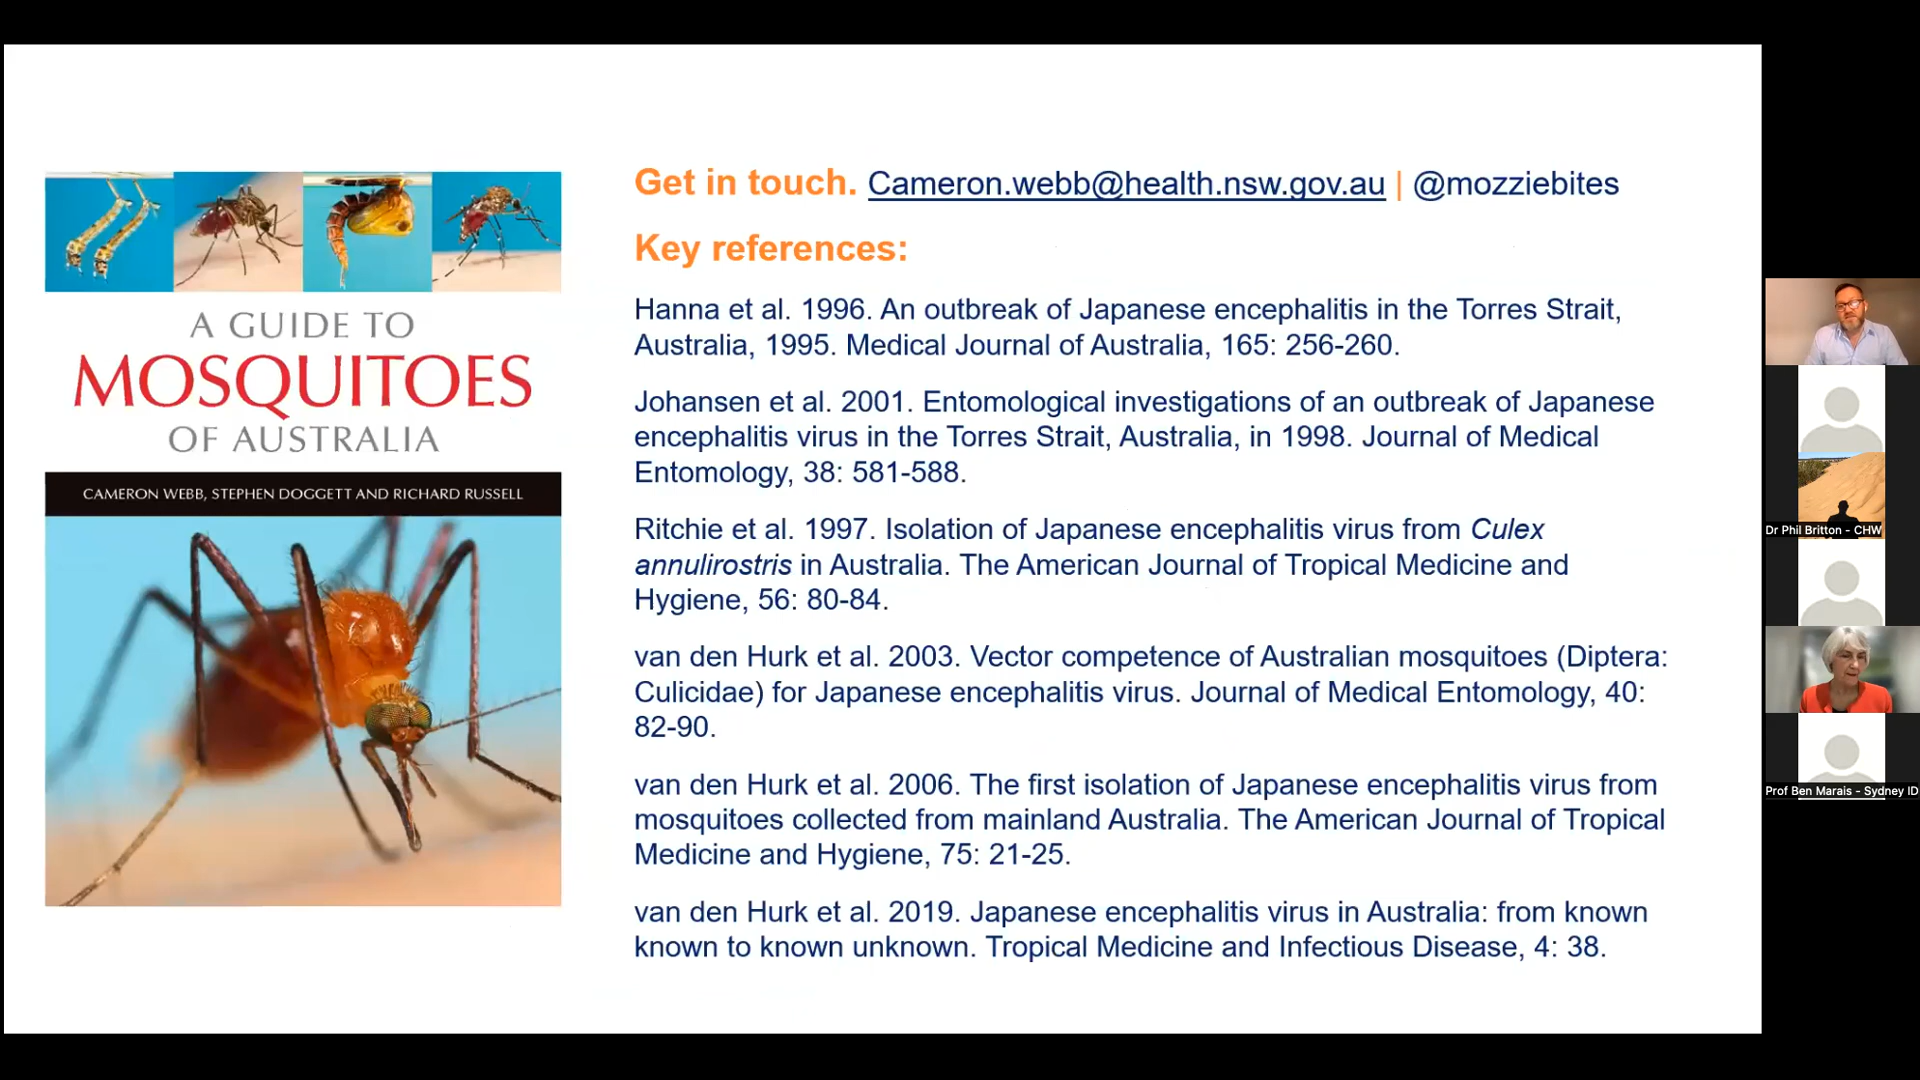 A GUIDE TO
MOSQUITOES
OF AUSTRALIA
CAMERON WEBB, STEPHEN DOGGETT AND RICHARD RUSSELL
Get in touch. Cameron.webb@health.nsw.gov.au | @mozziebites
Key references:
Hanna et al. 1996. An outbreak of Japanese encephalitis in the Torres Strait,
Australia, 1995. Medical Journal of Australia, 165: 256-260.
Johansen et al. 2001. Entomological investigations of an outbreak of Japanese
encephalitis virus in the Torres Strait, Australia, in 1998. Journal of Medical
Entomology, 38: 581-588.
Ritchie et al. 1997. Isolation of Japanese encephalitis virus from Culex
annulirostris in Australia. The American Journal of Tropical Medicine and
Hygiene, 56: 80-84.
van den Hurk et al. 2003. Vector competence of Australian mosquitoes (Diptera:
Culicidae) for Japanese encephalitis virus. Journal of Medical Entomology, 40:
82-90.
van den Hurk et al. 2006. The first isolation of Japanese encephalitis virus from
mosquitoes collected from mainland Australia. The American Journal of Tropical
Medicine and Hygiene, 75: 21-25.
van den Hurk et al. 2019. Japanese encephalitis virus in Australia: from known
known to known unknown. Tropical Medicine and Infectious Disease, 4: 38.
Dr Phil Britton - CHW
Prof Ben Marais - Sydney ID